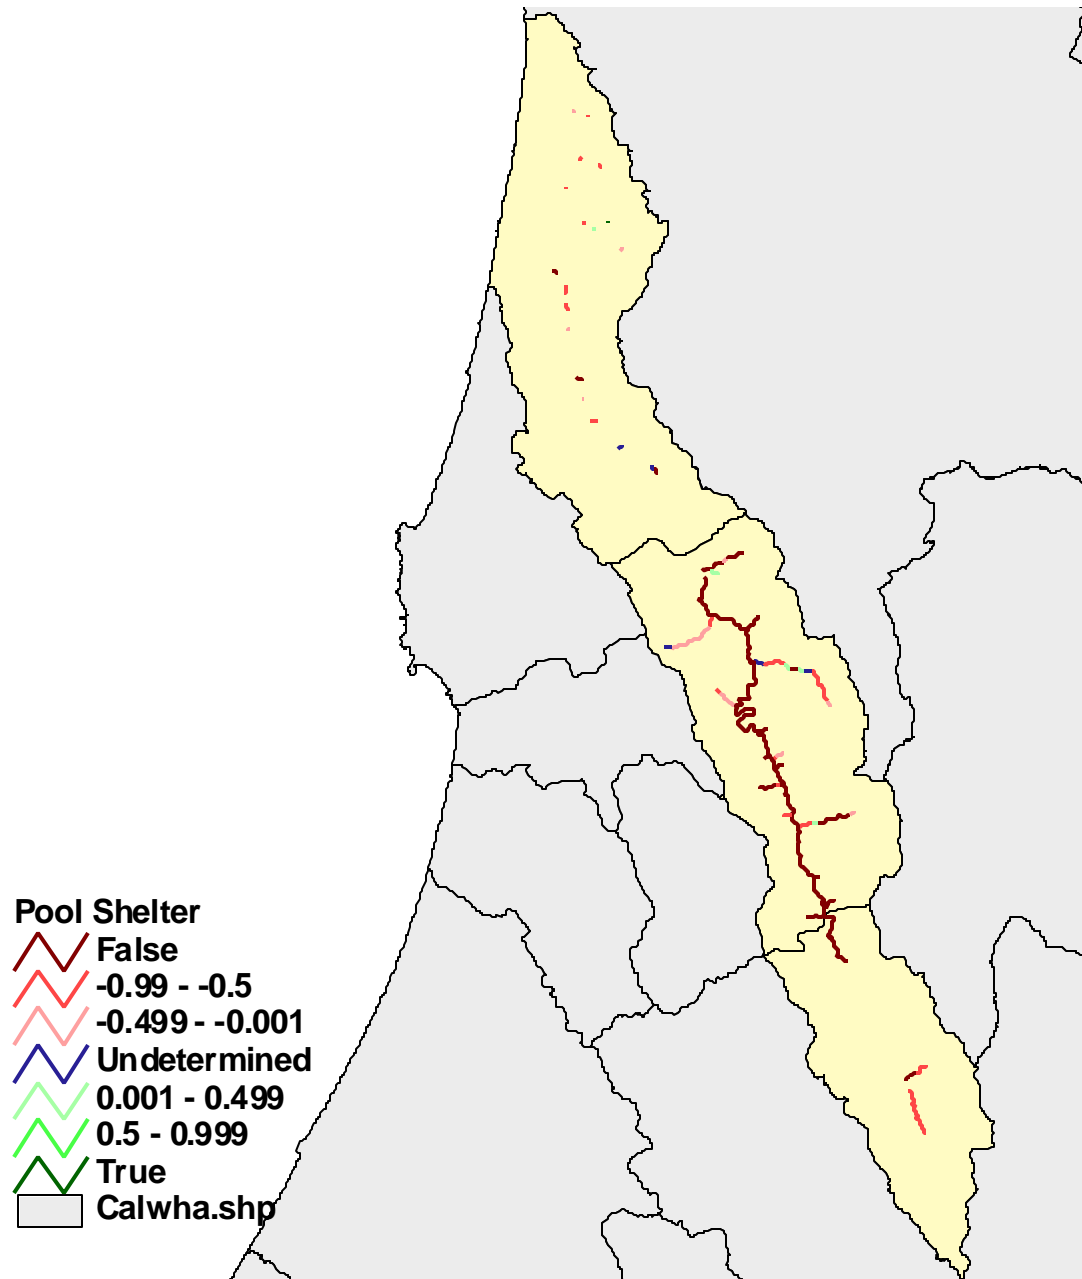 Pool Shelter
False
-0.99 - -0.5
-0.499 - -0.001
Undetermined
0.001 - 0.499
0.5 - 0.999
True
Calwha.shp